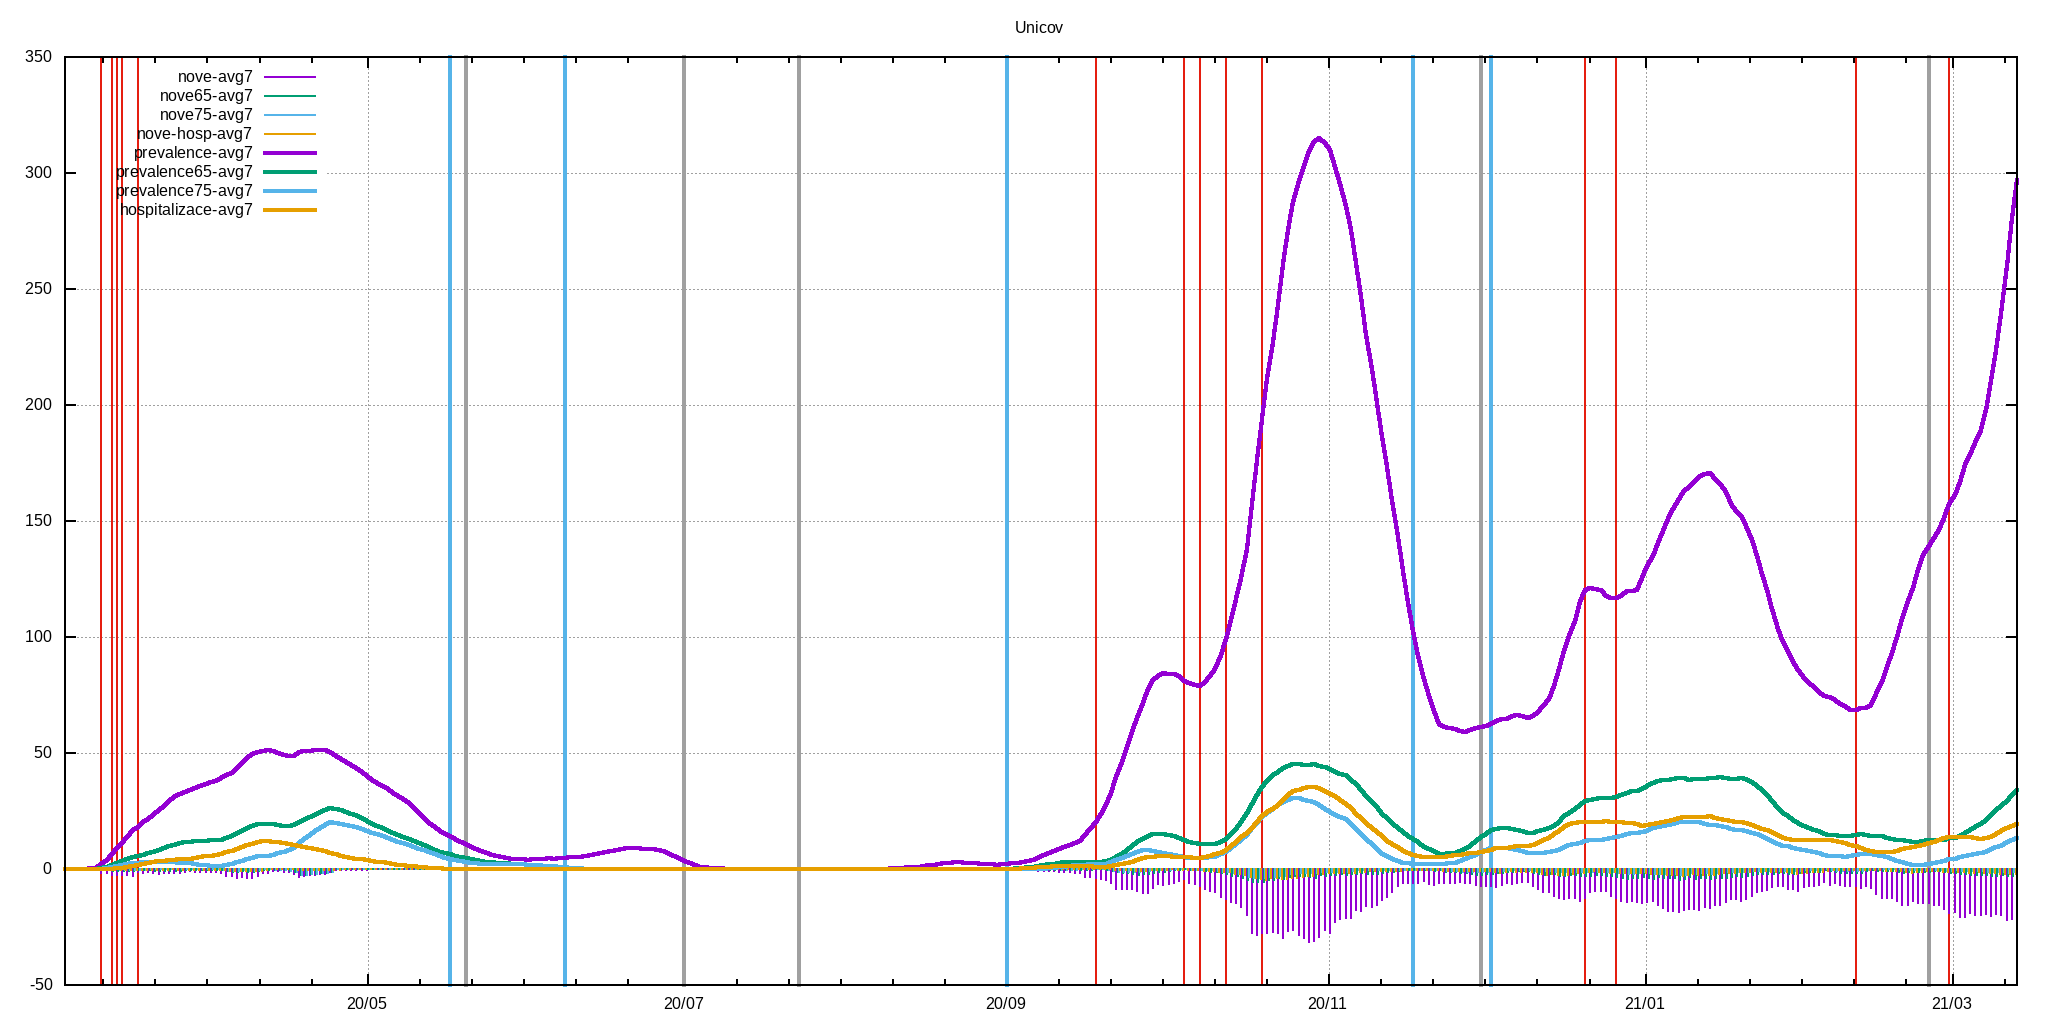 Unicov
350
nove-avg7
nove65-avg7
nove75-avg7
nove-hosp-avg7
prevalence-avg7
prevalence65-avg7
prevalence75-avg7
hospitalizace-avg7
300
250
200
150
100
50
0
-50
20/05 20/07 20/09 20/11 21/01 21/03